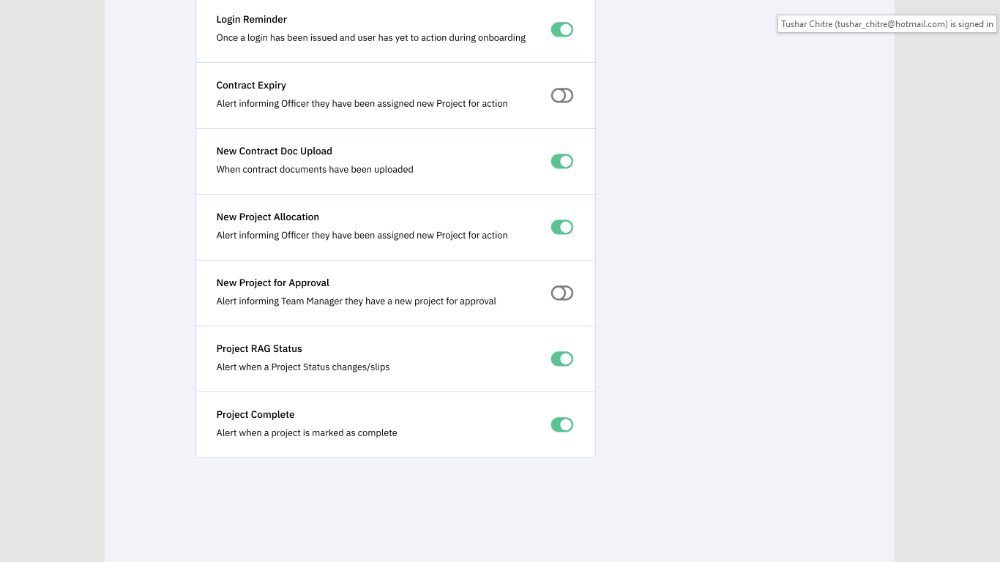 Login Reminder
Once a login has been issued and user has yet to action during onboarding
Tushar Chitre (tushar_chitre@hotmail.com) is signed in
Contract Expiry
Alert informing Officer they have been assigned new Project for action
New Contract Doc Upload
When contract documents have been uploaded
New Project Allocation
Alert informing Officer they have been assigned new Project for action
New Project for Approval
Alert informing Team Manager they have a new project for approval
Project RAG Status
Alert when a Project Status changes/slips
Project Complete
Alert when a project is marked as complete